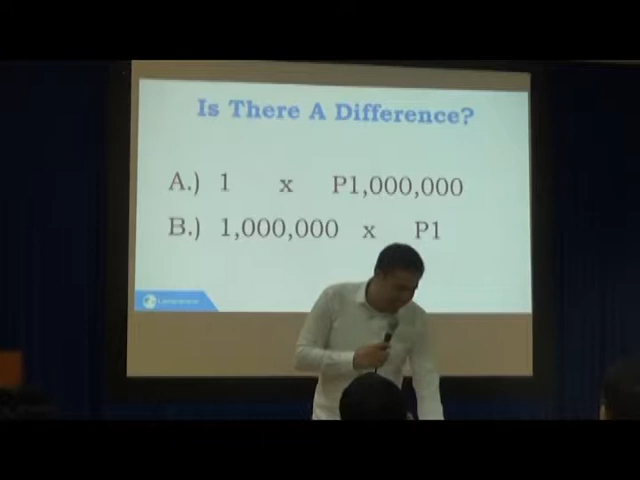 Is There A Difference?
A.) 1 x P1,000,000
B.) 1,000,000 x P1